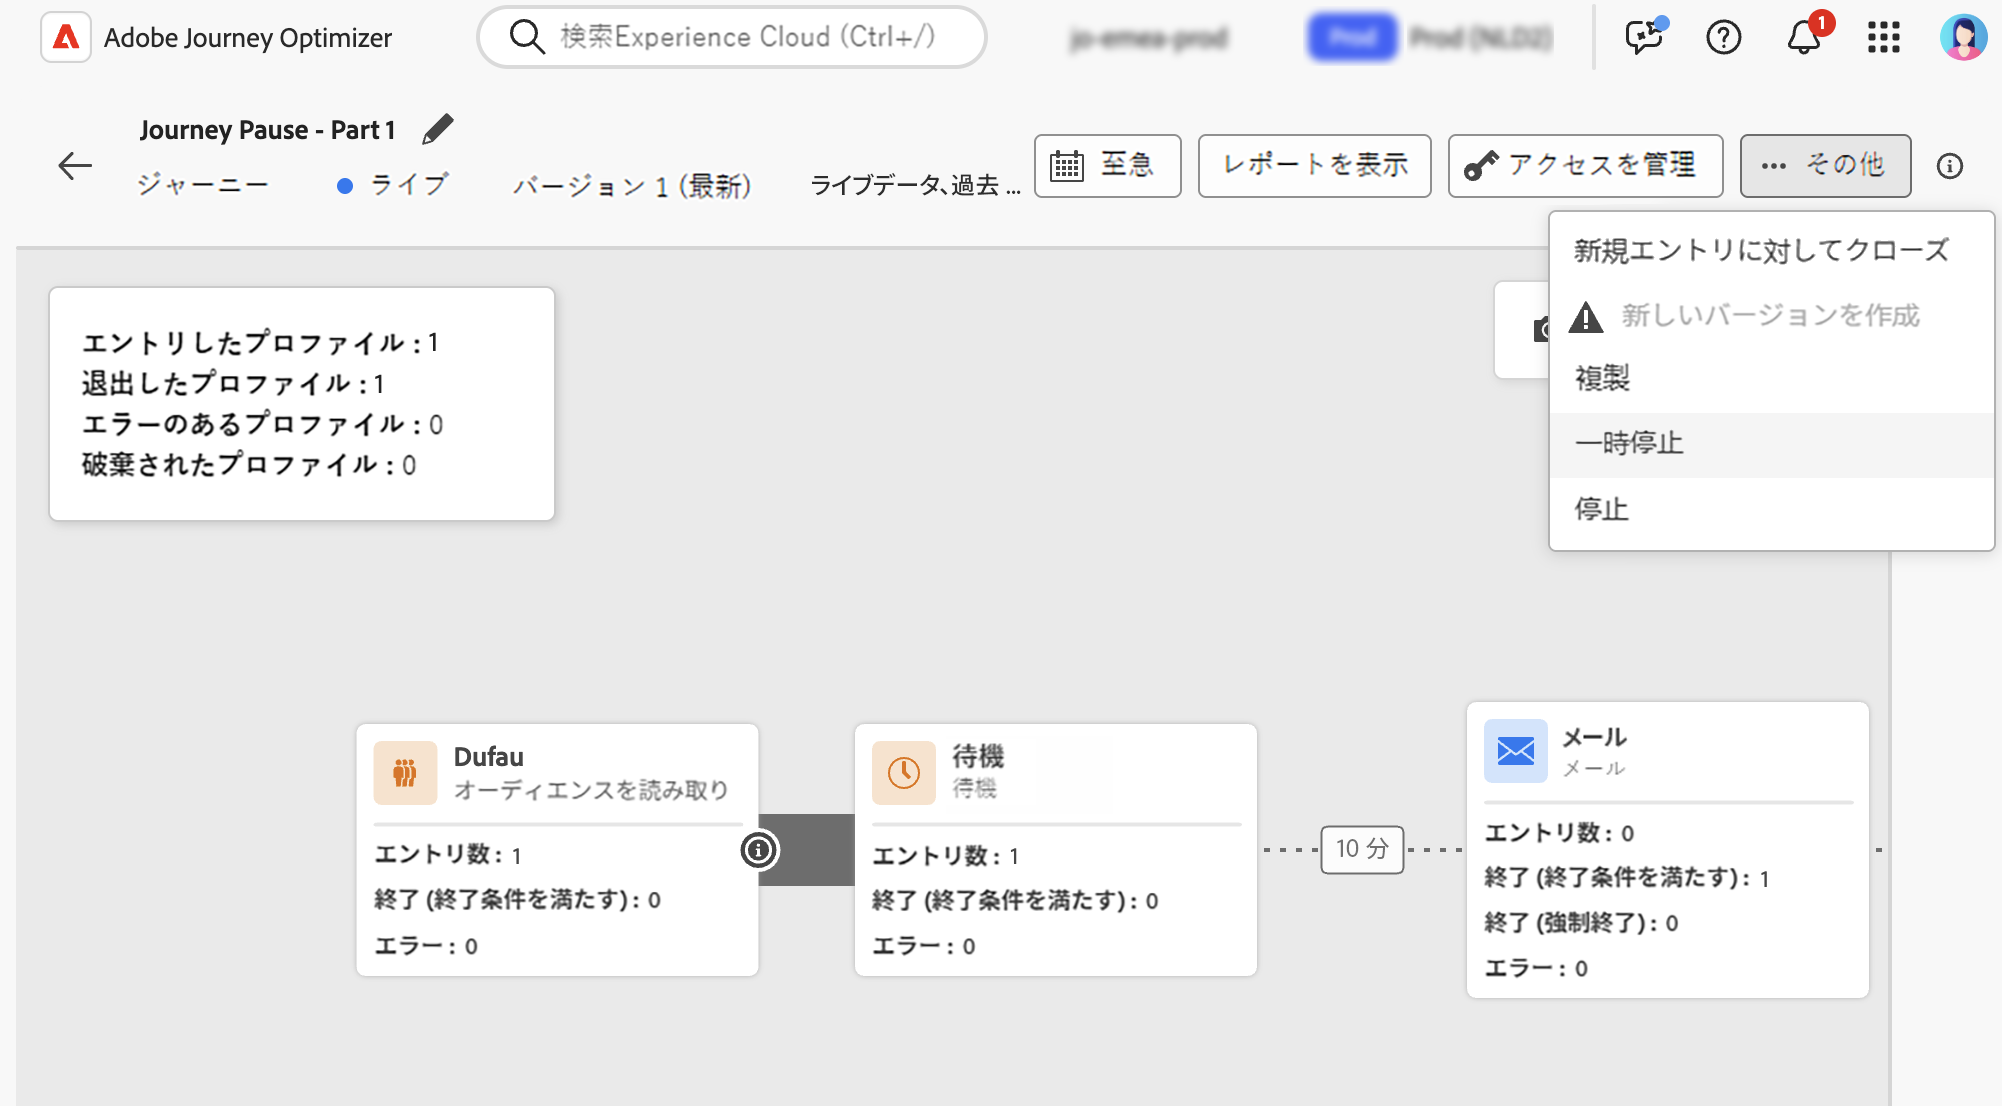 Adobe Journey Optimizer
検索Experience Cloud (Ctrl+/)
jo-emea-prod
Prod
Prod (NLD2)
1
Journey Pause - Part 1
ジャーニー
ライブ
バージョン 1 (最新)
ライブデータ、過去 ...
至急
レポートを表示
アクセスを管理
その他
新規エントリに対してクローズ
新しいバージョンを作成
複製
一時停止
停止
エントリしたプロファイル : 1
退出したプロファイル : 1
エラーのあるプロファイル : 0
破棄されたプロファイル : 0
Dufau
オーディエンスを読み取り
エントリ数 : 1
終了 (終了条件を満たす) : 0
エラー : 0
待機
待機
エントリ数 : 1
終了 (終了条件を満たす) : 0
エラー : 0
10 分
メール
メール
エントリ数 : 0
終了 (終了条件を満たす) : 1
終了 (強制終了) : 0
エラー : 0